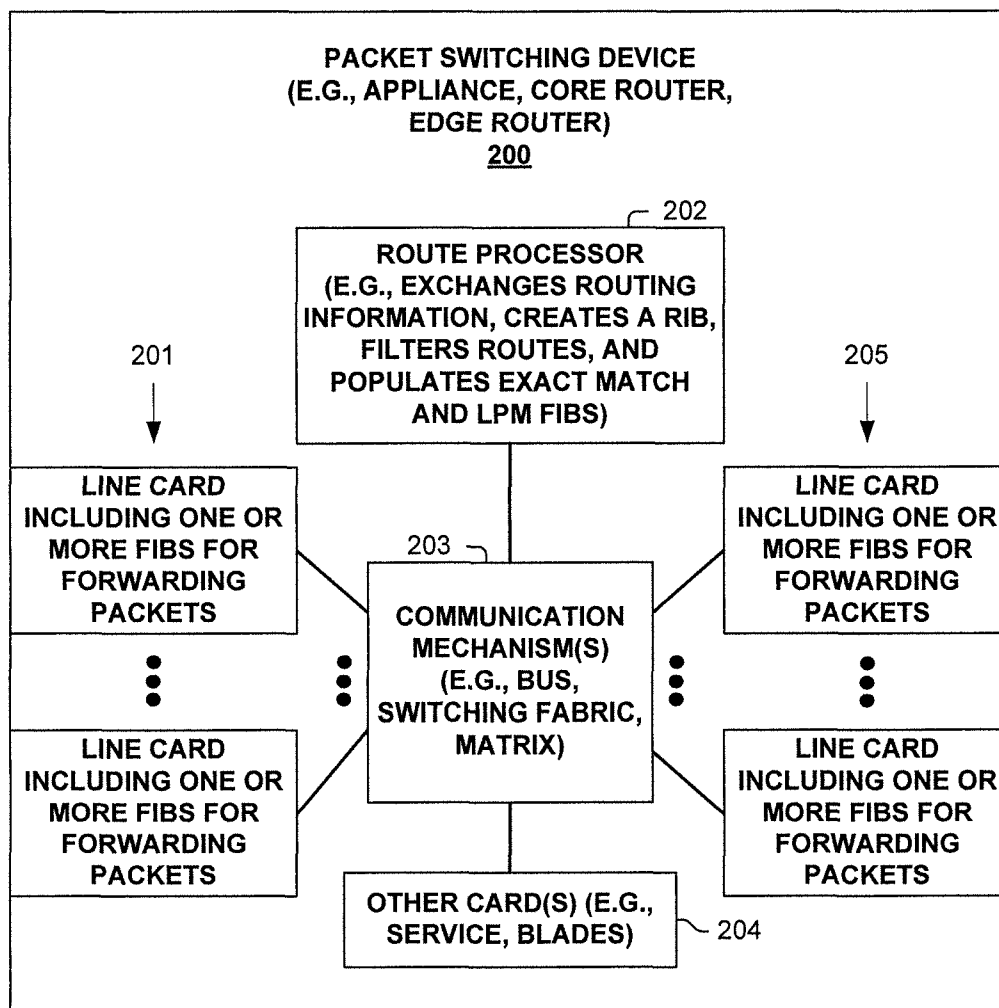 PACKET SWITCHING DEVICE
(E.G., APPLIANCE, CORE ROUTER,
EDGE ROUTER)
200
202
ROUTE PROCESSOR
(E.G., EXCHANGES ROUTING
INFORMATION, CREATES A RIB,
FILTERS ROUTES, AND
POPULATES EXACT MATCH
AND LPM FIBS)
201
205
LINE CARD
INCLUDING ONE OR
MORE FIBS FOR
FORWARDING
PACKETS
LINE CARD
INCLUDING ONE OR
MORE FIBS FOR
FORWARDING
PACKETS
203
COMMUNICATION
MECHANISM(S)
(E.G., BUS,
SWITCHING FABRIC,
MATRIX)
LINE CARD
INCLUDING ONE OR
MORE FIBS FOR
FORWARDING
PACKETS
LINE CARD
INCLUDING ONE OR
MORE FIBS FOR
FORWARDING
PACKETS
OTHER CARD(S) (E.G.,
SERVICE, BLADES)
204